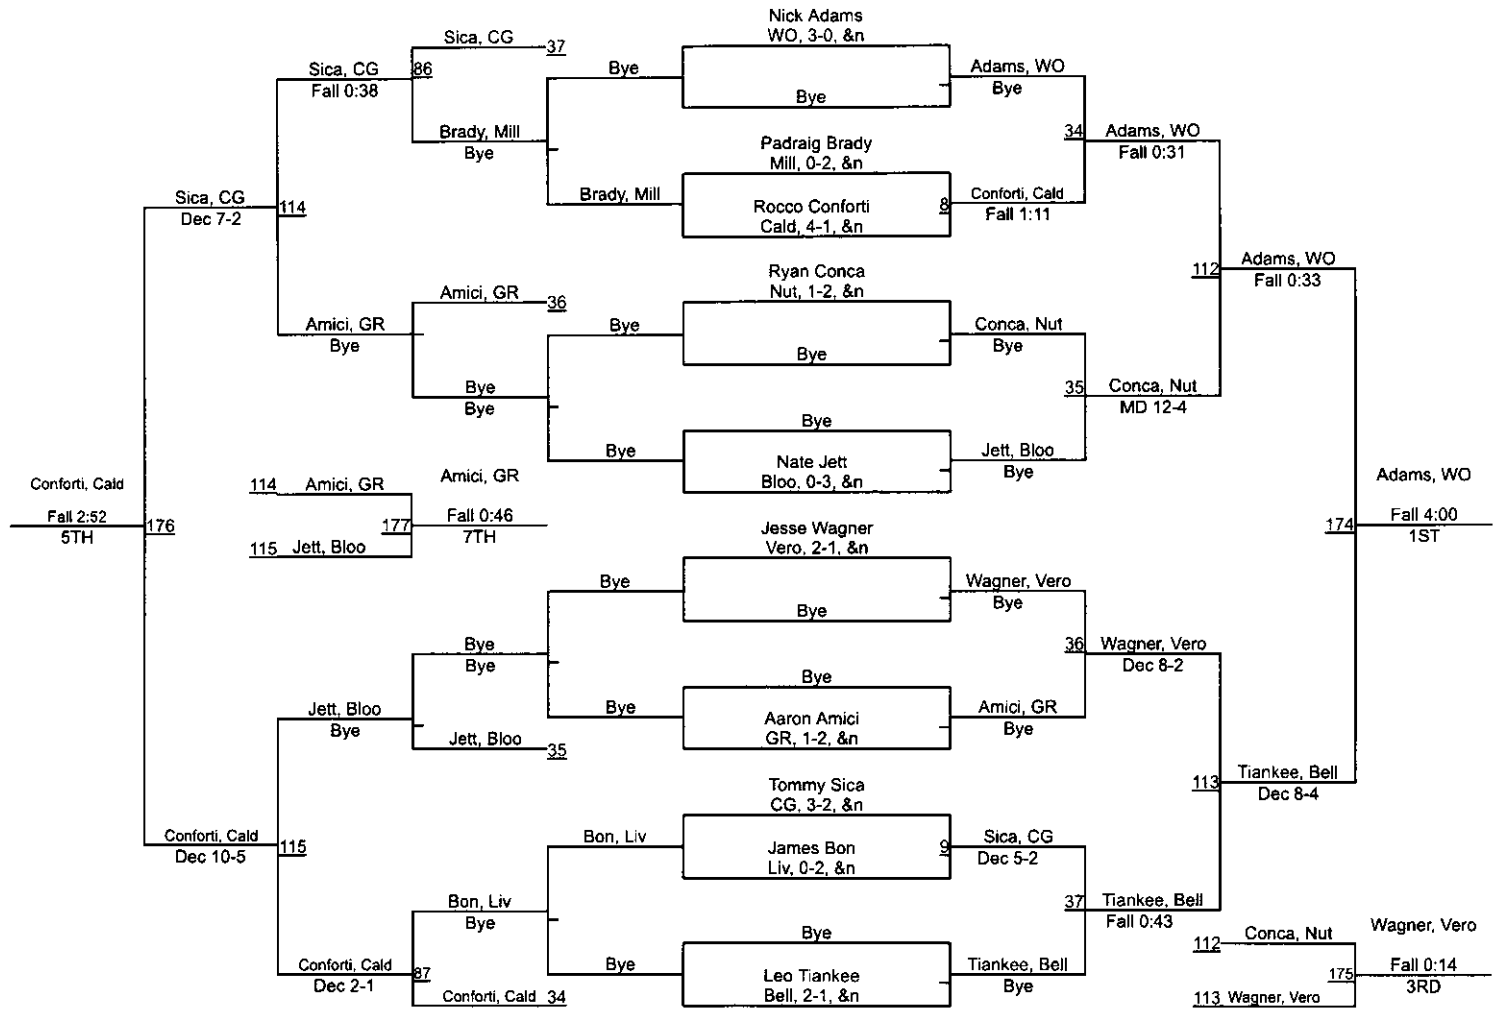 Nick Adams
WO, 3-0, &n
Sica, CG
37
Sica, CG
86
Fall 0:38
Bye
Bye
Adams, WO
Bye
Brady, Mill
Bye
Padraig Brady
Mill, 0-2, &n
34
Adams, WO
Fall 0:31
Sica, CG
Dec 7-2
114
Brady, Mill
Rocco Conforti
Cald, 4-1, &n
8
Conforti, Cald
Fall 1:11
Ryan Conca
Nut, 1-2, &n
112
Adams, WO
Fall 0:33
Amici, GR
36
Amici, GR
Bye
Bye
Bye
Conca, Nut
Bye
Bye
Bye
35
Conca, Nut
MD 12-4
Bye
Bye
Nate Jett
Bloo, 0-3, &n
Jett, Bloo
Bye
Conforti, Cald
Fall 2:52
5TH
176
114
Amici, GR
115
Jett, Bloo
177
Amici, GR
Fall 0:46
7TH
Adams, WO
174
Fall 4:00
1ST
Jesse Wagner
Vero, 2-1, &n
Bye
Bye
Wagner, Vero
Bye
Bye
Bye
36
Wagner, Vero
Dec 8-2
Bye
Bye
Aaron Amici
GR, 1-2, &n
Amici, GR
Bye
Jett, Bloo
Bye
Jett, Bloo
35
Tommy Sica
CG, 3-2, &n
113
Tiankee, Bell
Dec 8-4
Conforti, Cald
Dec 10-5
115
Bon, Liv
James Bon
Liv, 0-2, &n
9
Sica, CG
Dec 5-2
Bon, Liv
Bye
37
Tiankee, Bell
Fall 0:43
Bye
Bye
Leo Tiankee
Bell, 2-1, &n
Tiankee, Bell
Bye
Conforti, Cald
Dec 2-1
87
Conforti, Cald
34
112
Conca, Nut
113
Wagner, Vero
175
Wagner, Vero
Fall 0:14
3RD